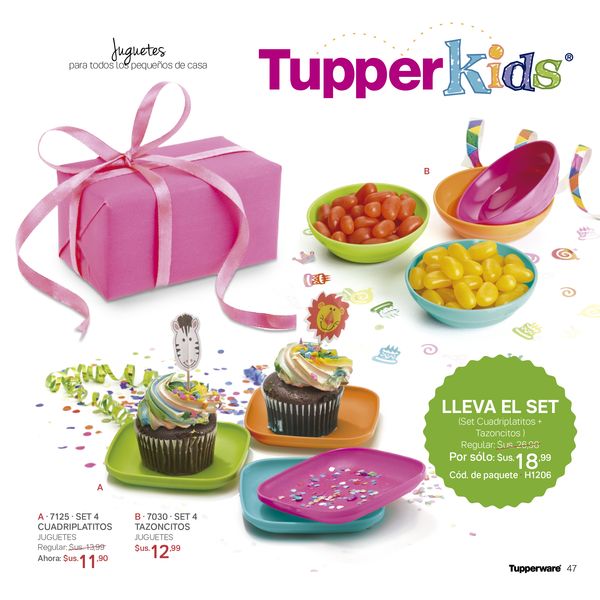 Juguetes
para todos los pequeños de casa
TupperKids®
B
A
LLEVA EL SET
(Set Cuadriplatitos +
Tazoncitos )
Regular: $us. 26,98
Por sólo: $us. 18,99
Cód. de paquete H1206
A · 7125 · SET 4
CUADRIPLATITOS
JUGUETES
Regular: $us. 13,99
Ahora: $us. 11,90
B · 7030 · SET 4
TAZONCITOS
JUGUETES
$us. 12,99
Tupperware® 47